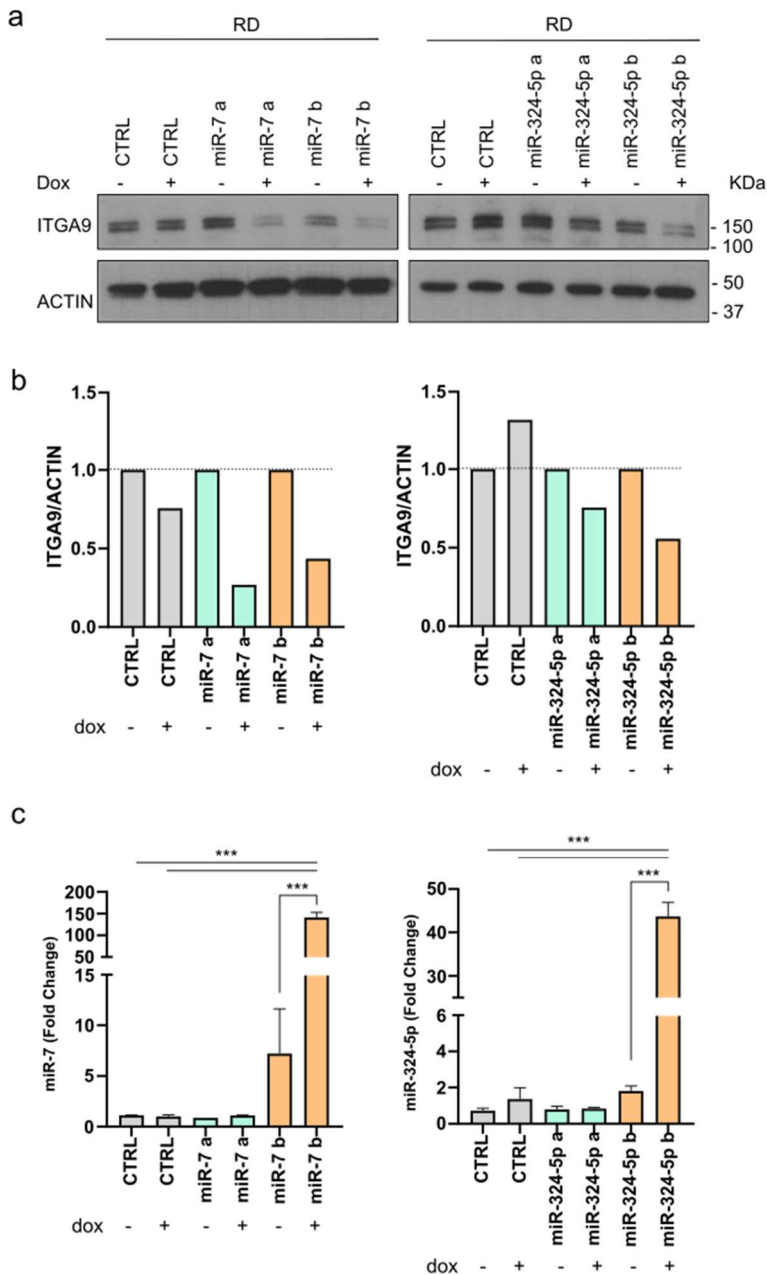 a
RD
RD
CTRL CTRL miR-7 a miR-7 a miR-7 b miR-7 b
CTRL CTRL miR-324-5p a miR-324-5p a miR-324-5p b miR-324-5p b
Dox - + - + - + - + - + - + KDa
ITGA9
- 150
- 100
ACTIN
- 50
- 37
b
ITGA9/ACTIN
1.5
1.0
0.5
0.0
CTRL CTRL miR-7 a miR-7 a miR-7 b miR-7 b
dox - + - + - +
ITGA9/ACTIN
1.5
1.0
0.5
0.0
CTRL CTRL miR-324-5p a miR-324-5p a miR-324-5p b miR-324-5p b
dox - + - + - +
c
***
***
miR-7 (Fold Change)
200
150
100
50
15
10
5
0
CTRL CTRL miR-7 a miR-7 a miR-7 b miR-7 b
dox - + - + - +
***
***
miR-324-5p (Fold Change)
50
40
30
6
4
2
0
CTRL CTRL miR-324-5p a miR-324-5p a miR-324-5p b miR-324-5p b
dox - + - + - +